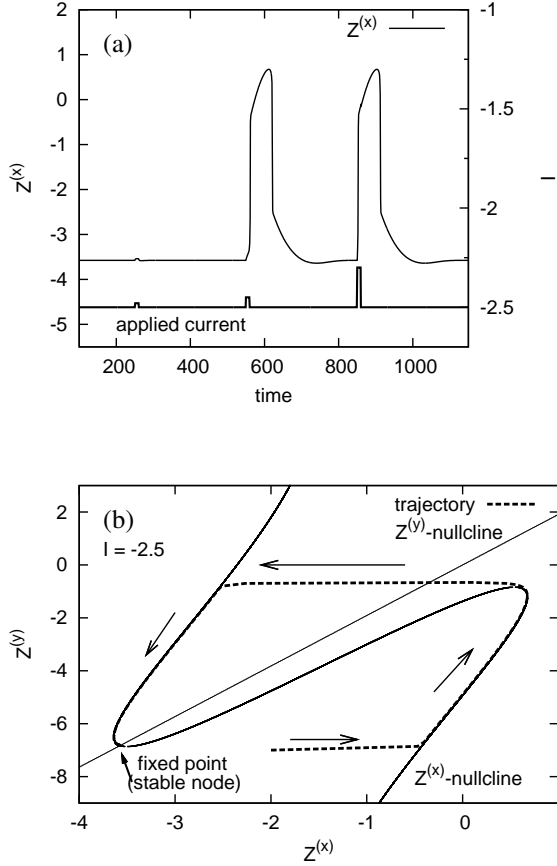 2
1
0
-1
-2
-3
-4
-5
Z(x)
(a)
Z(x)
-1
-1.5
-2
-2.5
I
applied current
200 400 600 800 1000
time
2
0
-2
-4
-6
-8
Z(y)
(b)
I = -2.5
trajectory
Z(y)-nullcline
fixed point
(stable node)
Z(x)-nullcline
-4 -3 -2 -1 0
Z(x)